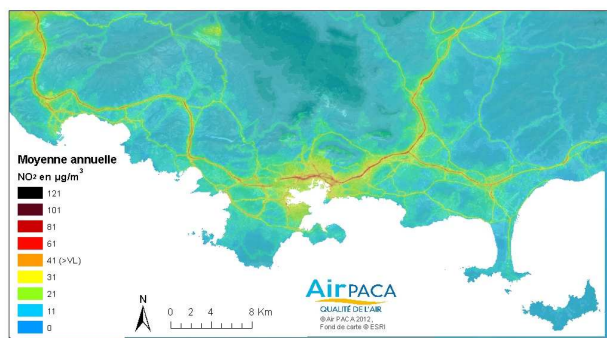 Moyenne annuelle
NO² en µg/m³
121
101
81
61
41 (>VL)
31
21
11
0
N
0 2 4 8 Km
AirPACA
QUALITÉ DE L'AIR
© Air PACA 2012,
Fond de carte © ESRI